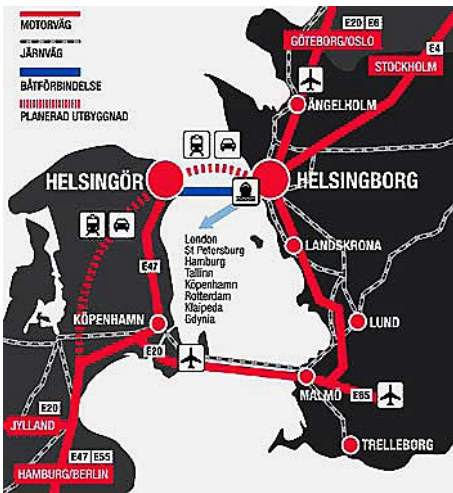 MOTORVÄG
JÄRNVÄG
BÅTFÖRBINDELSE
PLANERAD UTBYGGNAD
E20 E6
GÖTEBORG/OSLO
E4
STOCKHOLM
ÄNGELHOLM
HELSINGÖR
HELSINGBORG
London
St Petersburg
Hamburg
Tallinn
Köpenhamn
Rotterdam
Klaipeda
Gdynia
LANDSKRONA
E47
KÖPENHAMN
LUND
E20
MALMÖ
E65
E20
JYLLAND
TRELLEBORG
E47 E55
HAMBURG/BERLIN